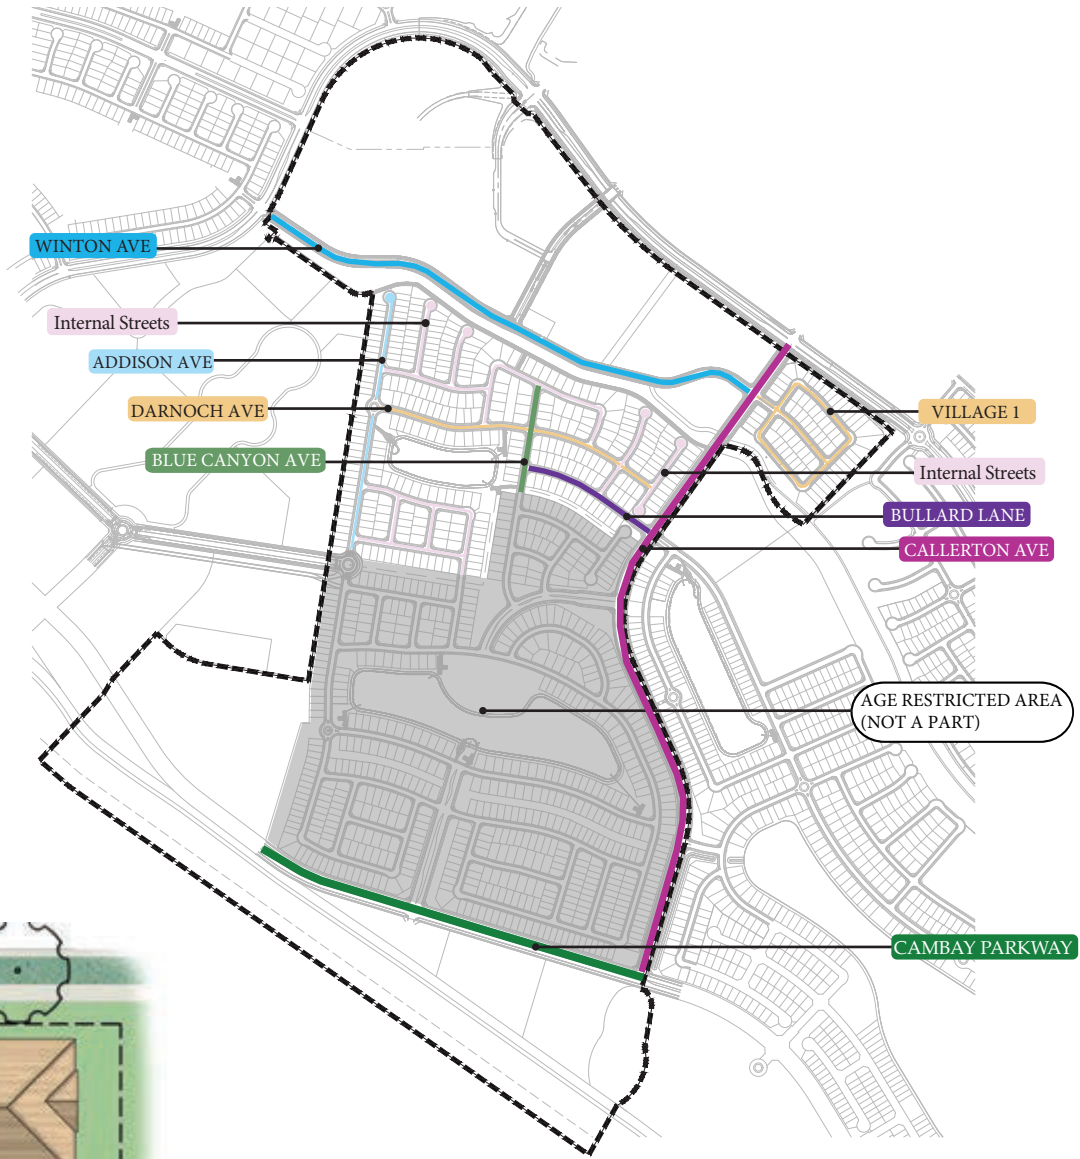 WINTON AVE
Internal Streets
ADDISON AVE
DARNOCH AVE
VILLAGE 1
BLUE CANYON AVE
Internal Streets
BULLARD LANE
CALLERTON AVE
AGE RESTRICTED AREA
(NOT A PART)
CAMBAY PARKWAY